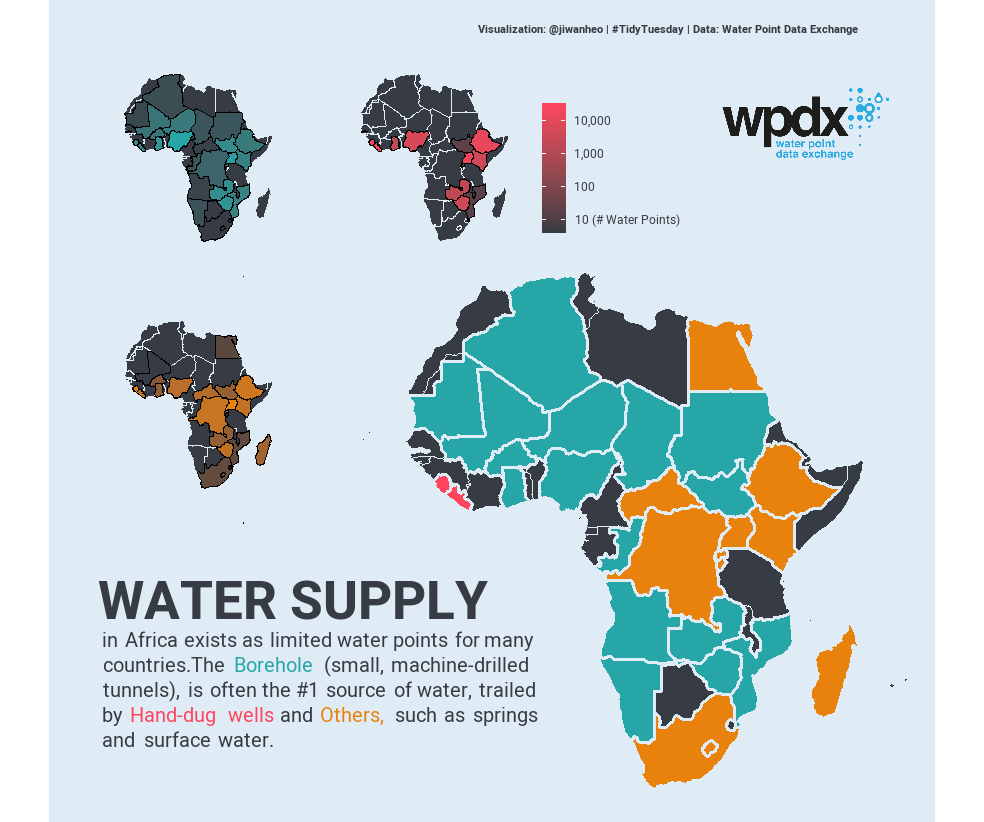 Visualization: @jiwanheo | #TidyTuesday | Data: Water Point Data Exchange
10,000
1,000
100
10 (# Water Points)
wpdx
water point
data exchange
WATER SUPPLY
in Africa exists as limited water points for many
countries.The Borehole (small, machine-drilled
tunnels), is often the #1 source of water, trailed
by Hand-dug wells and Others, such as springs
and surface water.